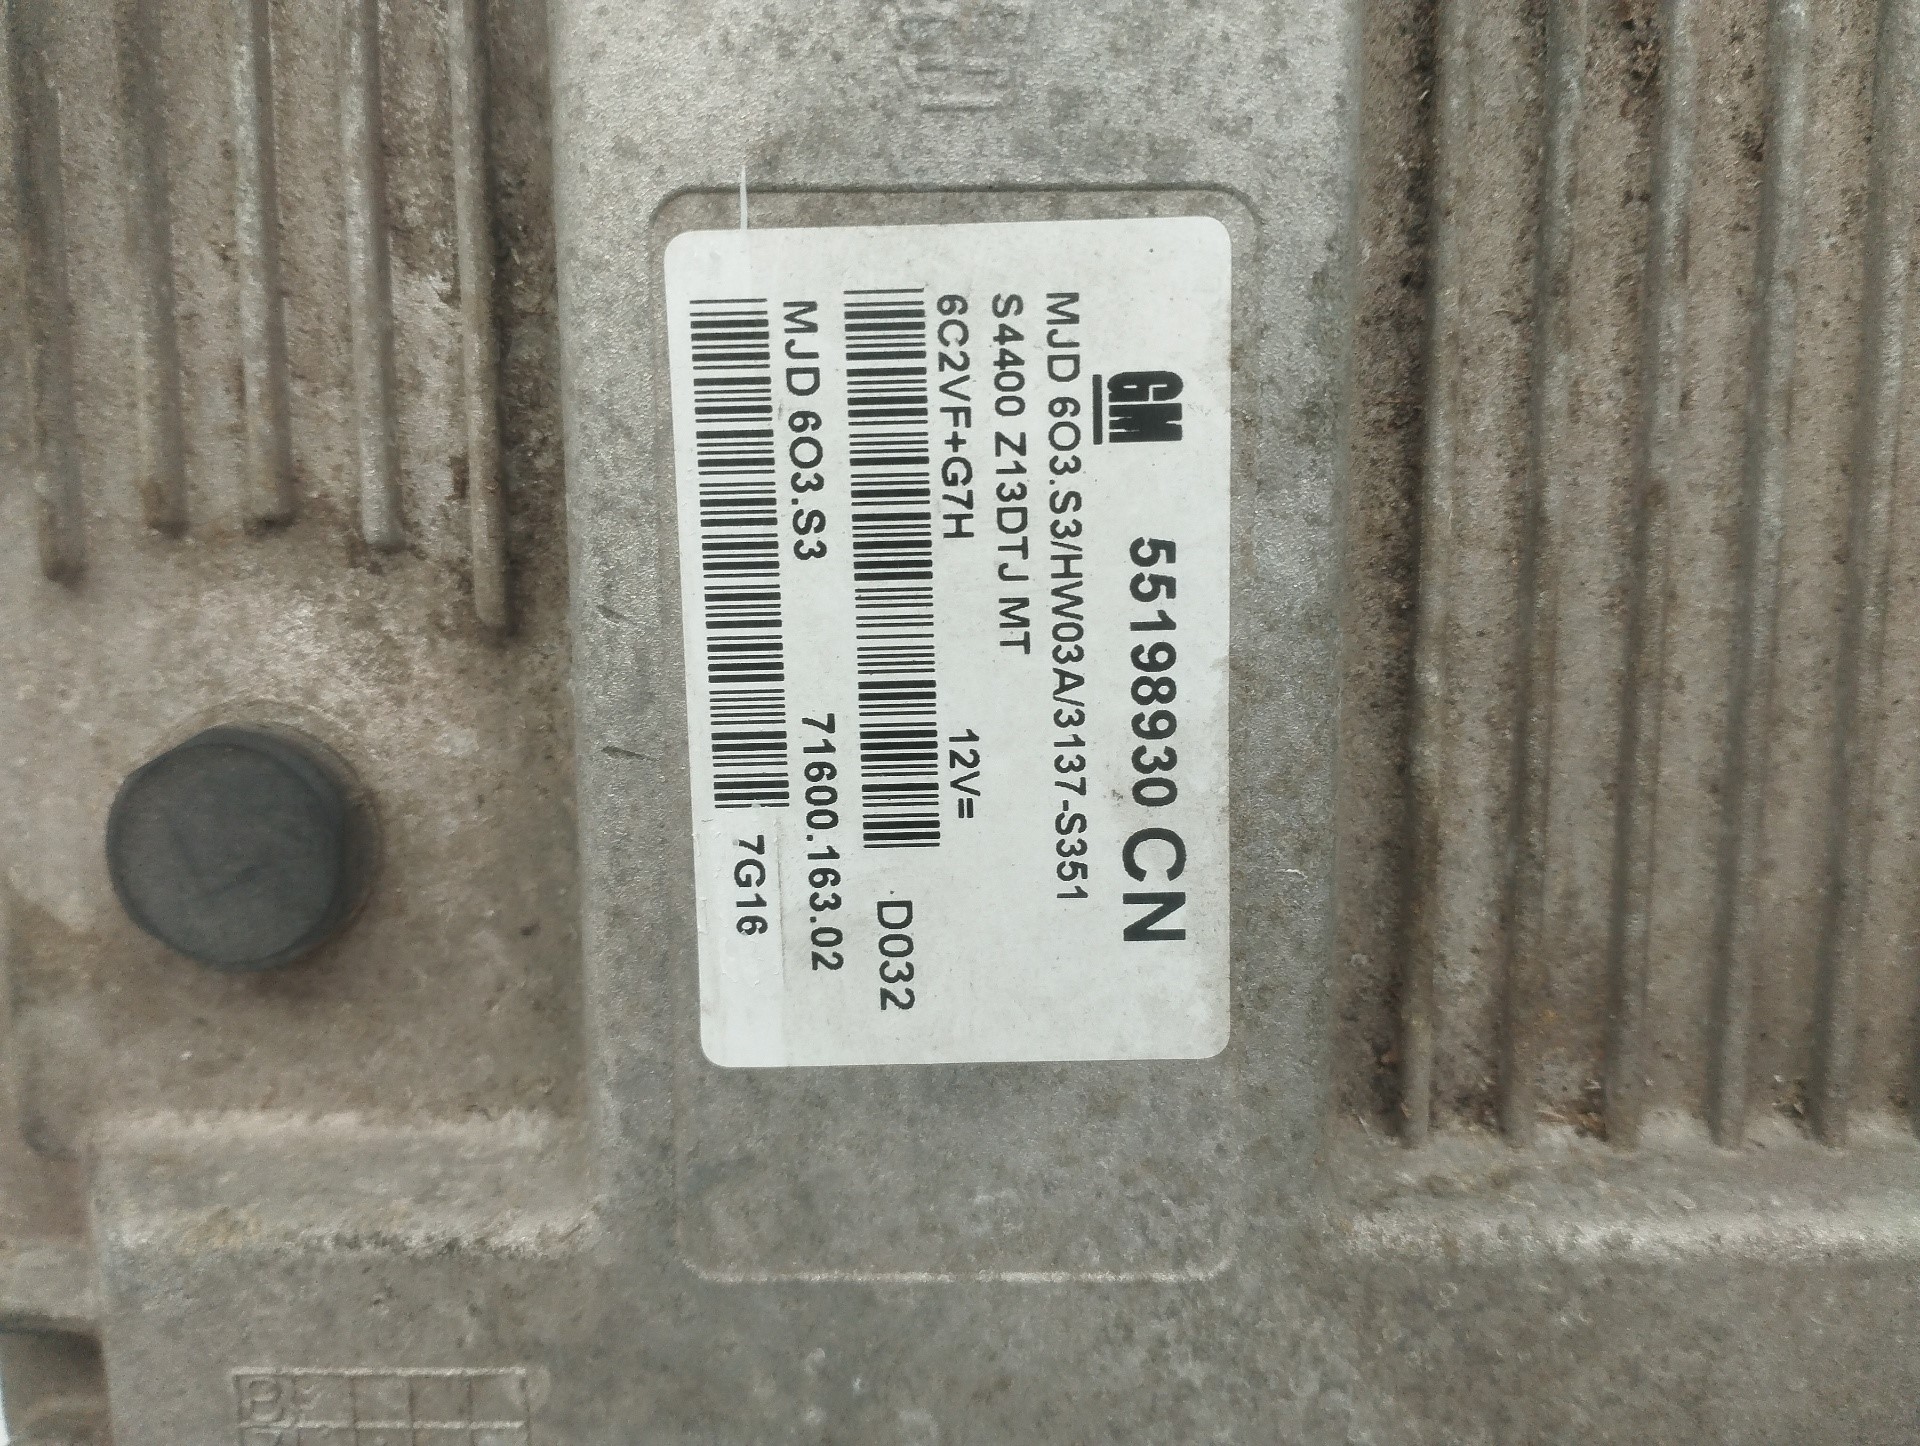 GM 55198930 CN
MJD 6O3.S3/HW03A/3137-S351
S4400 Z13DTJ MT
6C2VF+G7H 12V=
D032
MJD 6O3.S3 71600.163.02
7G16